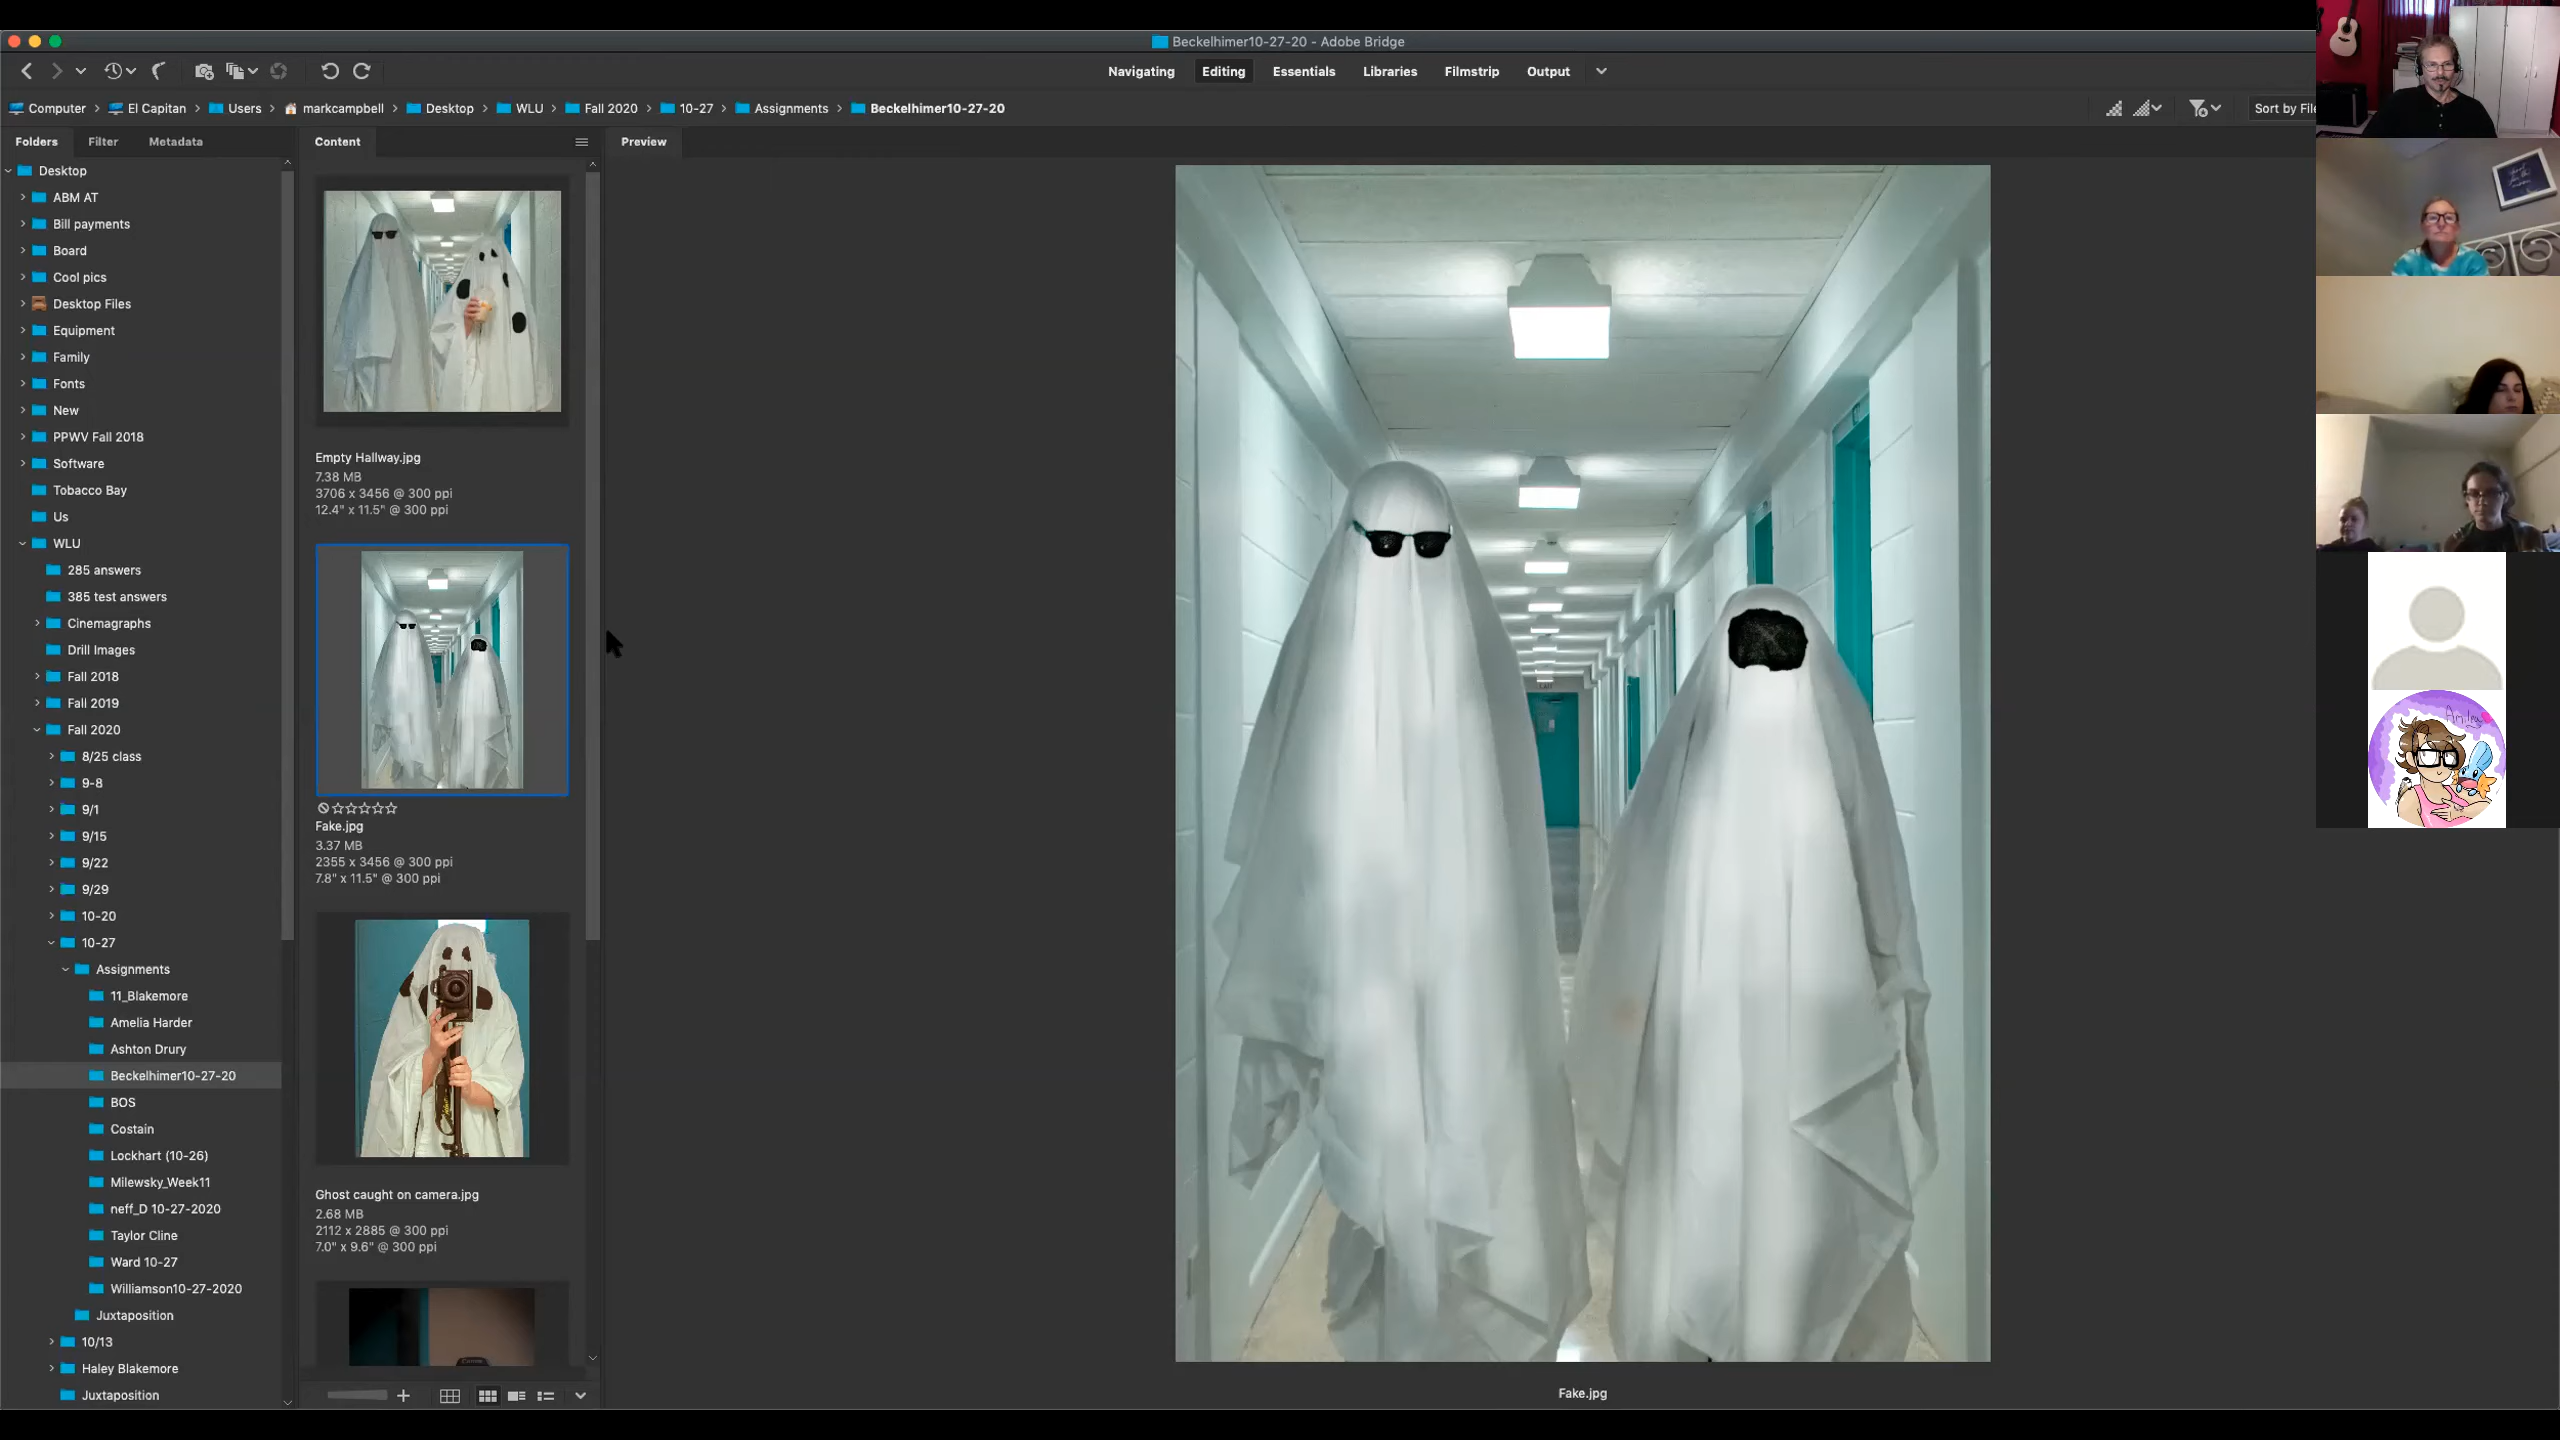 Beckelhimer10-27-20 - Adobe Bridge
Navigating Editing Essentials Libraries Filmstrip Output
Computer El Capitan Users markcampbell Desktop WLU Fall 2020 10-27 Assignments Beckelhimer10-27-20
Sort by File
Folders Filter Metadata
Desktop
ABM AT
Bill payments
Board
Cool pics
Desktop Files
Equipment
Family
Fonts
New
PPWV Fall 2018
Software
Tobacco Bay
Us
WLU
285 answers
385 test answers
Cinemagraphs
Drill Images
Fall 2018
Fall 2019
Fall 2020
8/25 class
9-8
9/1
9/15
9/22
9/29
10-20
10-27
Assignments
11_Blakemore
Amelia Harder
Ashton Drury
Beckelhimer10-27-20
BOS
Costain
Lockhart (10-26)
Milewsky_Week11
neff_D 10-27-2020
Taylor Cline
Ward 10-27
Williamson10-27-2020
Juxtaposition
10/13
Haley Blakemore
Juxtaposition
Content
Empty Hallway.jpg
7.38 MB
3706 x 3456 @ 300 ppi
12.4" x 11.5" @ 300 ppi
Fake.jpg
3.37 MB
2355 x 3456 @ 300 ppi
7.8" x 11.5" @ 300 ppi
Ghost caught on camera.jpg
2.68 MB
2112 x 2885 @ 300 ppi
7.0" x 9.6" @ 300 ppi
Preview
EXIT
Fake.jpg